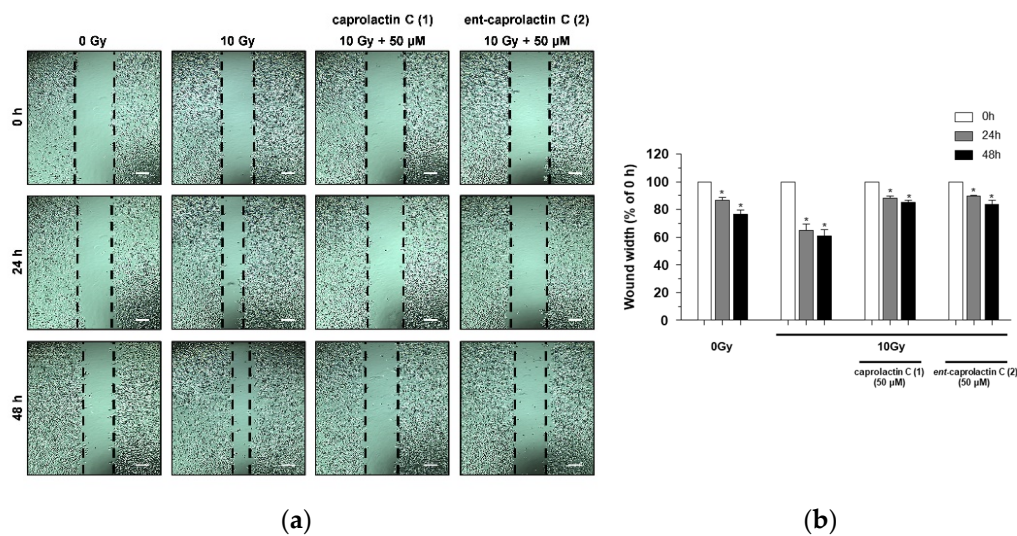 caprolactin C (1) ent-caprolactin C (2)
0 Gy 10 Gy 10 Gy + 50 µM 10 Gy + 50 µM
0 h
24 h
48 h
(a)
0h
24h
48h
Wound width (% of 0 h)
120
100
80
60
40
20
0
* * * * * * * *
0Gy 10Gy
caprolactin C (1) ent-caprolactin C (2)
(50 µM) (50 µM)
(b)